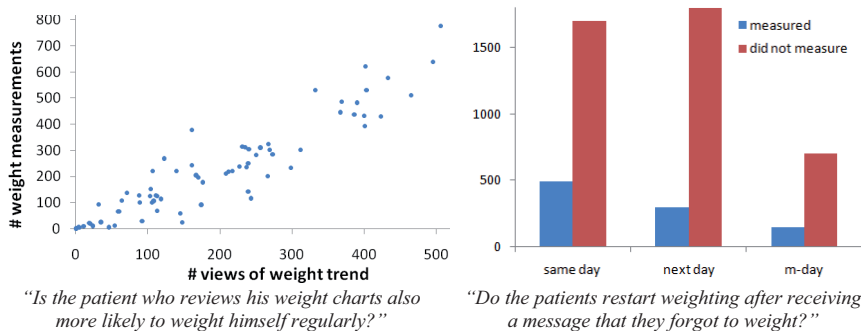 800
700
600
500
400
300
200
100
0
# weight measurements
0 100 200 300 400 500
# views of weight trend
“Is the patient who reviews his weight charts also
more likely to weight himself regularly?”
1500
1000
500
0
measured
did not measure
same day next day m-day
“Do the patients restart weighting after receiving
a message that they forgot to weight?”